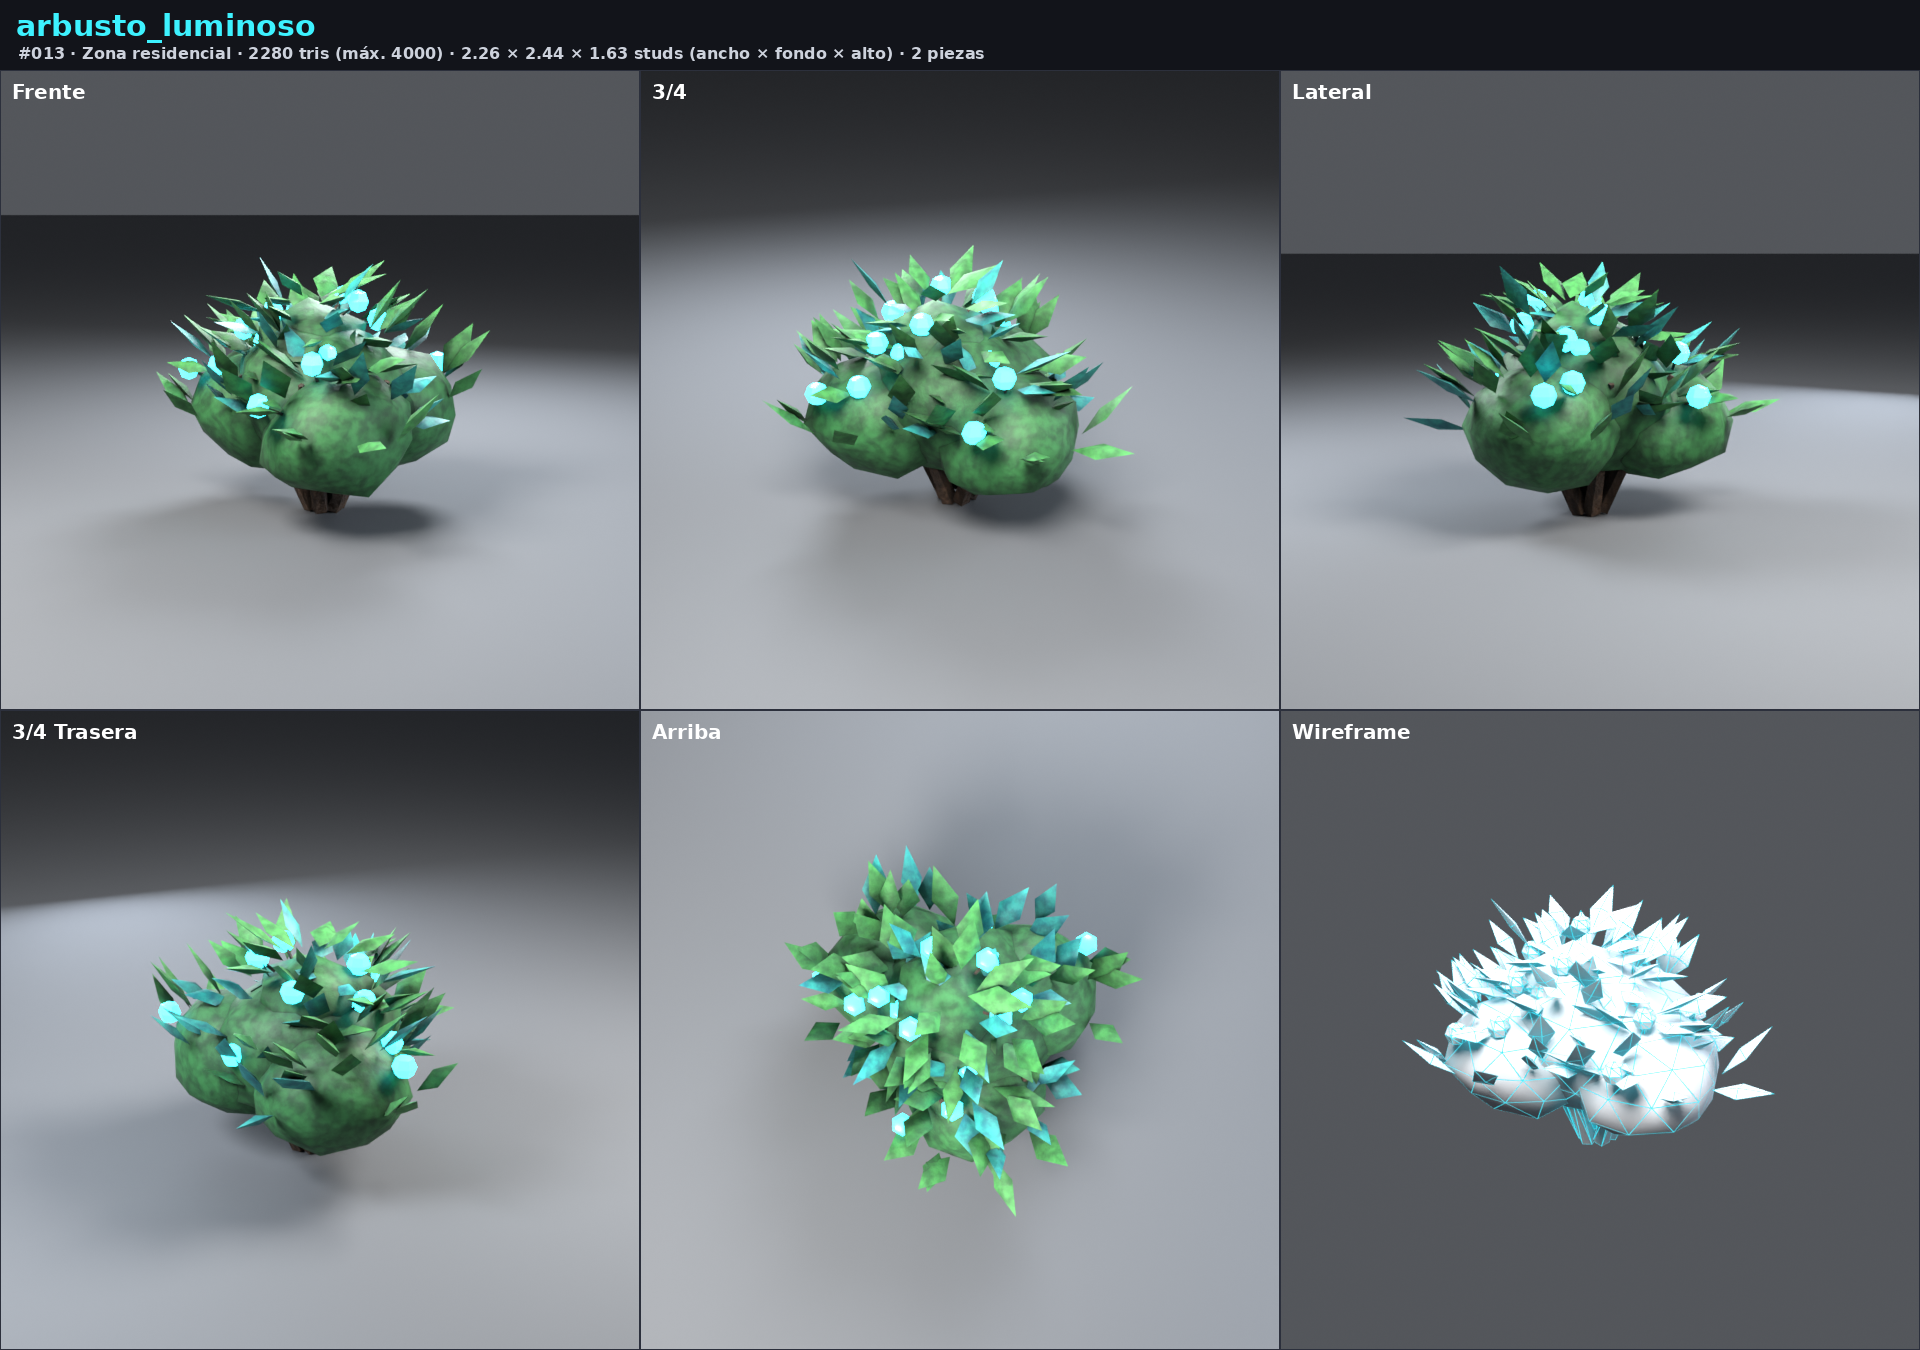 arbusto_luminoso
#013 · Zona residencial · 2280 tris (máx. 4000) · 2.26 × 2.44 × 1.63 studs (ancho × fondo × alto) · 2 piezas
Frente
3/4
Lateral
3/4 Trasera
Arriba
Wireframe